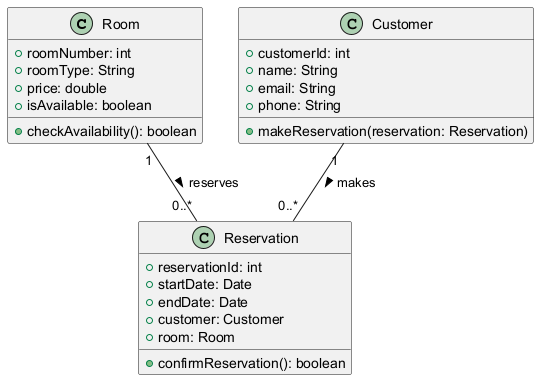 C Room
+ roomNumber: int
+ roomType: String
+ price: double
+ isAvailable: boolean
+ checkAvailability(): boolean
C Customer
+ customerId: int
+ name: String
+ email: String
+ phone: String
+ makeReservation(reservation: Reservation)
1
reserves
0..*
1
makes
0..*
C Reservation
+ reservationId: int
+ startDate: Date
+ endDate: Date
+ customer: Customer
+ room: Room
+ confirmReservation(): boolean